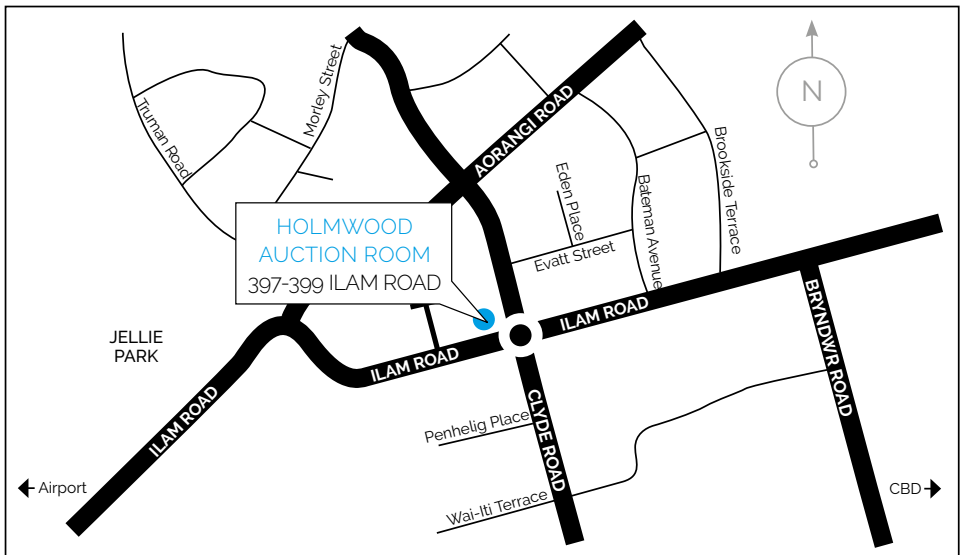 Morley Street
Truman Road
AORANGI ROAD
N
Brookside Terrace
Eden Place
Bateman Avenue
Evatt Street
HOLMWOOD
AUCTION ROOM
397-399 ILAM ROAD
ILAM ROAD
BRYNDWR ROAD
JELLIE
PARK
ILAM ROAD
ILAM ROAD
CLYDE ROAD
Penhelig Place
Airport
CBD
Wai-Iti Terrace